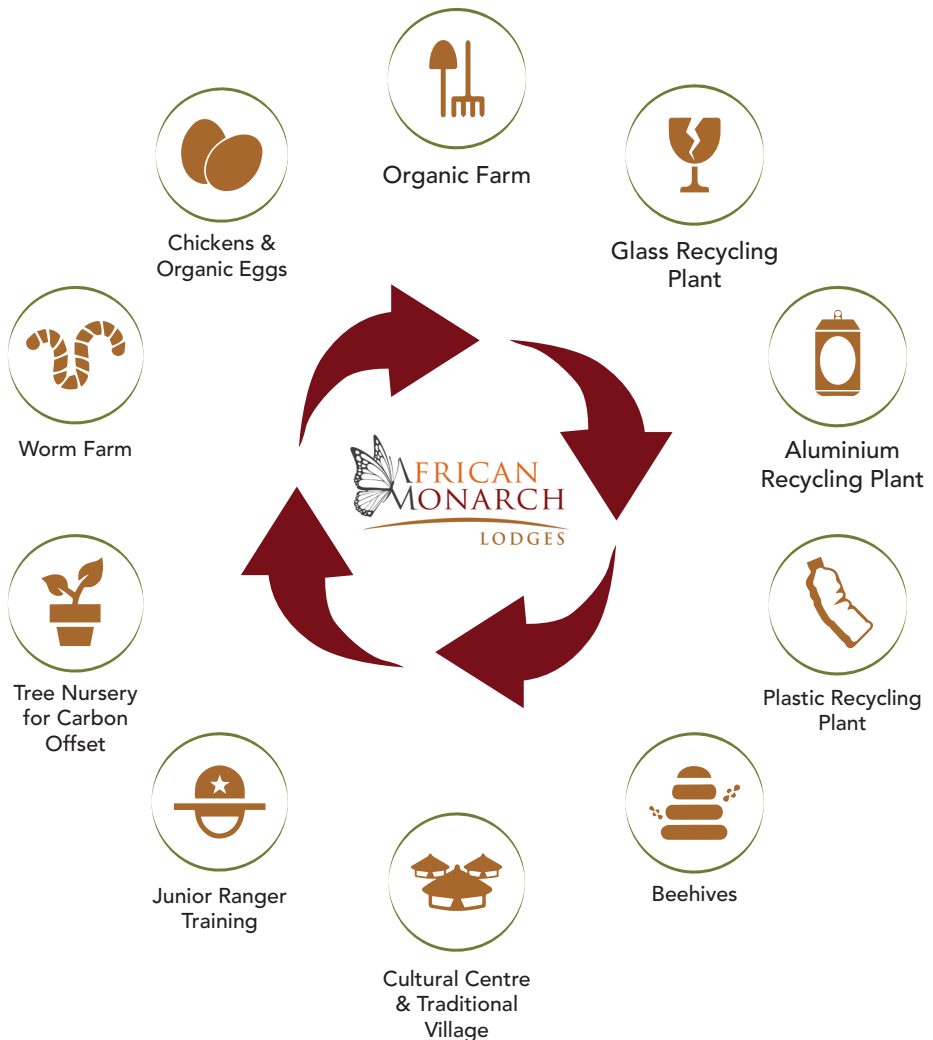 Organic Farm
Glass Recycling
Plant
Aluminium
Recycling Plant
Plastic Recycling
Plant
Beehives
Cultural Centre
& Traditional
Village
Junior Ranger
Training
Tree Nursery
for Carbon
Offset
Worm Farm
Chickens &
Organic Eggs
AFRICAN
MONARCH
LODGES